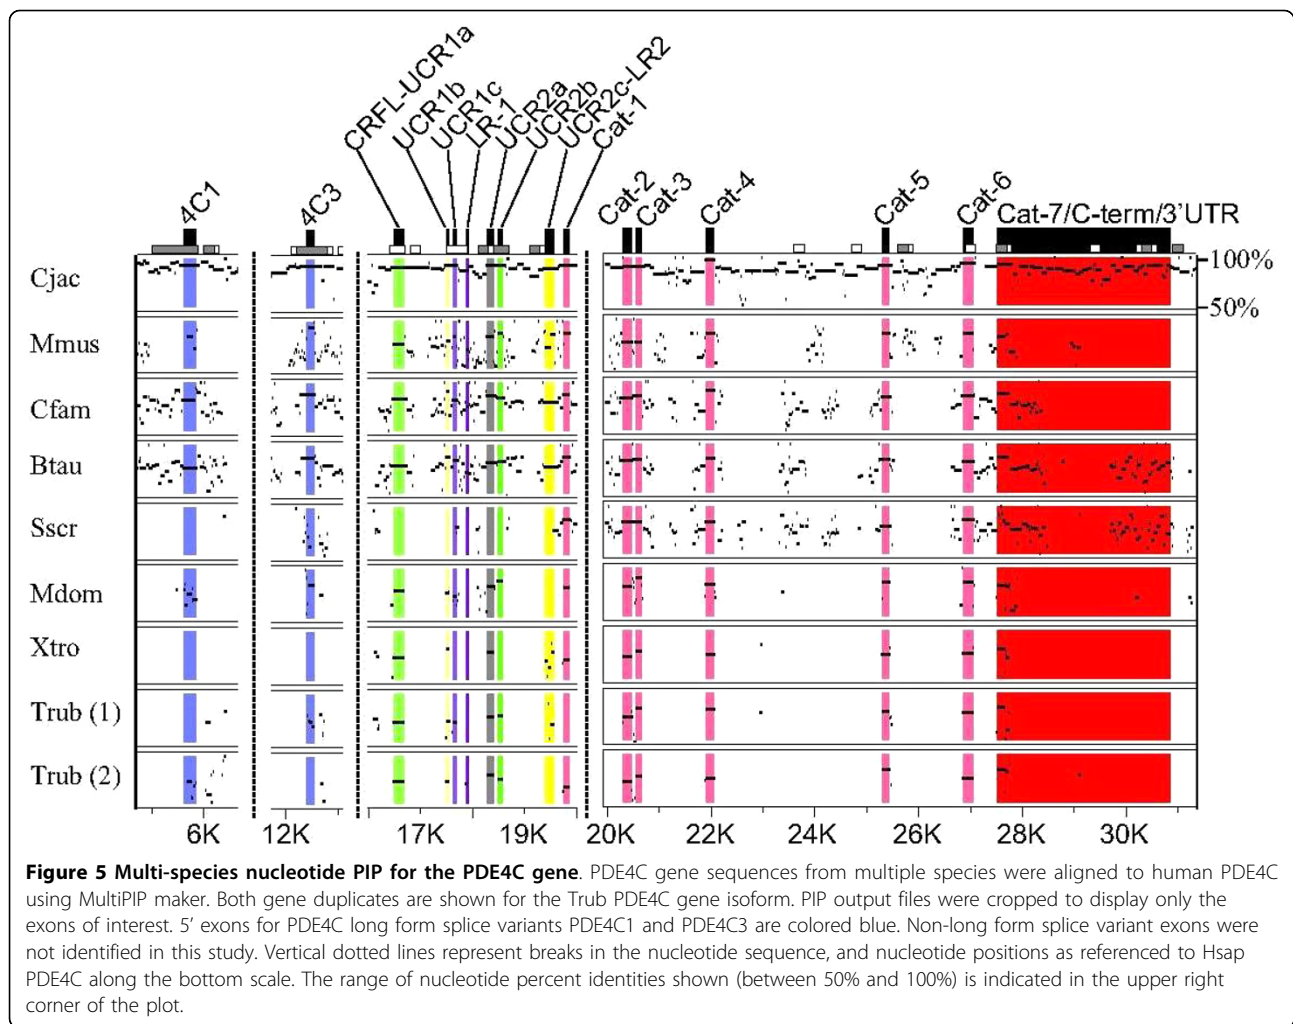 CRFL-UCR1a
UCR1b
UCR1c
LR-1
UCR2a
UCR2b
UCR2c-LR2
Cat-1
4C1
4C3
Cat-2
Cat-3
Cat-4
Cat-5
Cat-6
Cat-7/C-term/3'UTR
100%
50%
Cjac
Mmus
Cfam
Btau
Sscr
Mdom
Xtro
Trub (1)
Trub (2)
6K 12K 17K 19K 20K 22K 24K 26K 28K 30K
Figure 5 Multi-species nucleotide PIP for the PDE4C gene. PDE4C gene sequences from multiple species were aligned to human PDE4C
using MultiPIP maker. Both gene duplicates are shown for the Trub PDE4C gene isoform. PIP output files were cropped to display only the
exons of interest. 5' exons for PDE4C long form splice variants PDE4C1 and PDE4C3 are colored blue. Non-long form splice variant exons were
not identified in this study. Vertical dotted lines represent breaks in the nucleotide sequence, and nucleotide positions as referenced to Hsap
PDE4C along the bottom scale. The range of nucleotide percent identities shown (between 50% and 100%) is indicated in the upper right
corner of the plot.